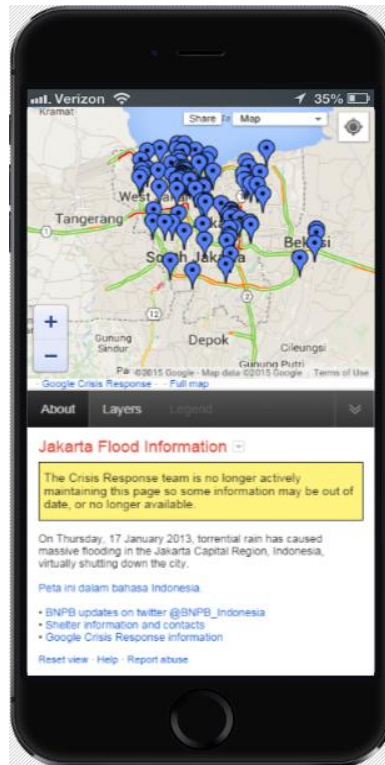 Verizon 35%
Kramat
Share Map
West
Tangerang
Bekasi
South Jakarta
12
2
Depok
Gunung
Sindur
Cileungsi
Gunung Putri
©2015 Google - Map data ©2015 Google Terms of Use
Google Crisis Response - Full map
About Layers Legend
Jakarta Flood Information
The Crisis Response team is no longer actively
maintaining this page so some information may be out of
date, or no longer available.
On Thursday, 17 January 2013, torrential rain has caused
massive flooding in the Jakarta Capital Region, Indonesia,
virtually shutting down the city.
Peta ini dalam bahasa Indonesia.
• BNPB updates on twitter @BNPB_Indonesia
• Shelter information and contacts
• Google Crisis Response information
Reset view · Help · Report abuse